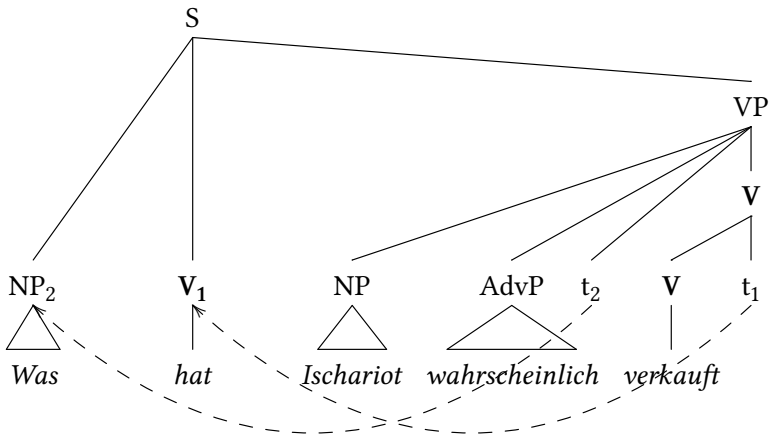 S
VP
V
NP₂ V₁ NP AdvP t₂ V t₁
Was hat Ischariot wahrscheinlich verkauft